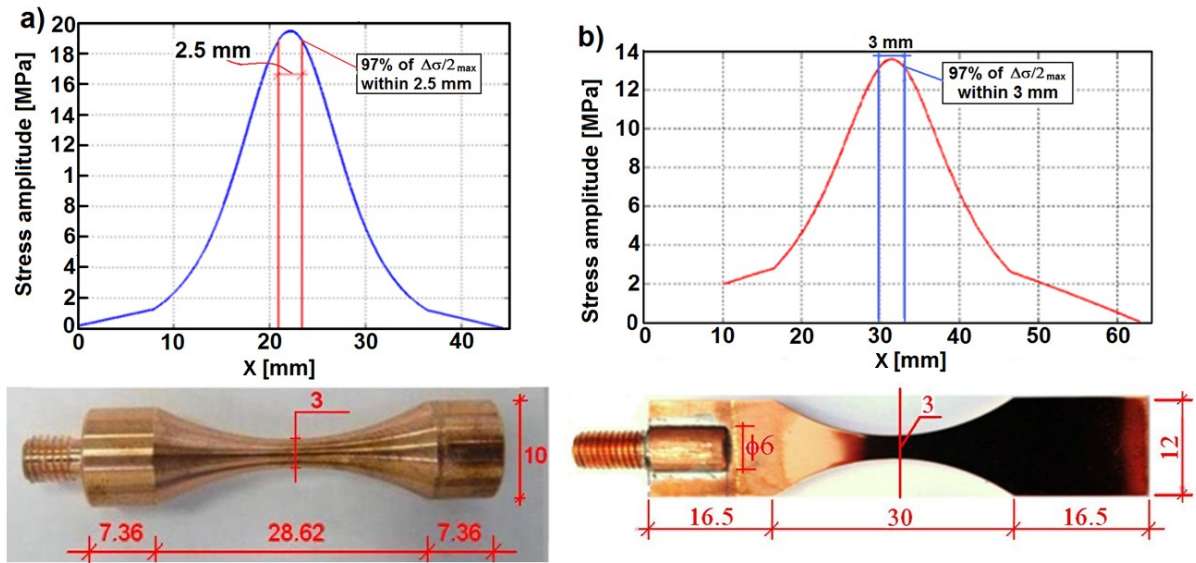 a)
Stress amplitude [MPa]
20
18
16
14
12
10
8
6
4
2
0
2.5 mm
97% of Δσ/2max
within 2.5 mm
0 10 20 30 40
X [mm]
3
10
7.36 28.62 7.36
b)
Stress amplitude [MPa]
14
12
10
8
6
4
2
0
3 mm
97% of Δσ/2max
within 3 mm
0 10 20 30 40 50 60
X [mm]
3
ϕ6
12
16.5 30 16.5